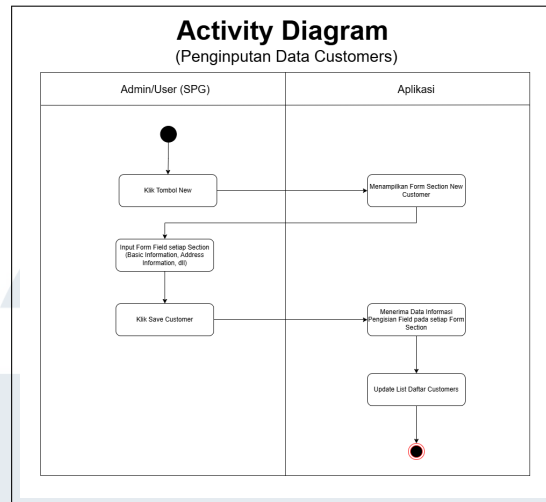 Activity Diagram
(Penginputan Data Customers)
Admin/User (SPG)
Aplikasi
Klik Tombol New
Menampilkan Form Section New
Customer
Input Form Field setiap Section
(Basic Information, Address
Information, dll)
Klik Save Customer
Menerima Data Informasi
Pengisian Field pada setiap Form
Section
Update List Daftar Customers